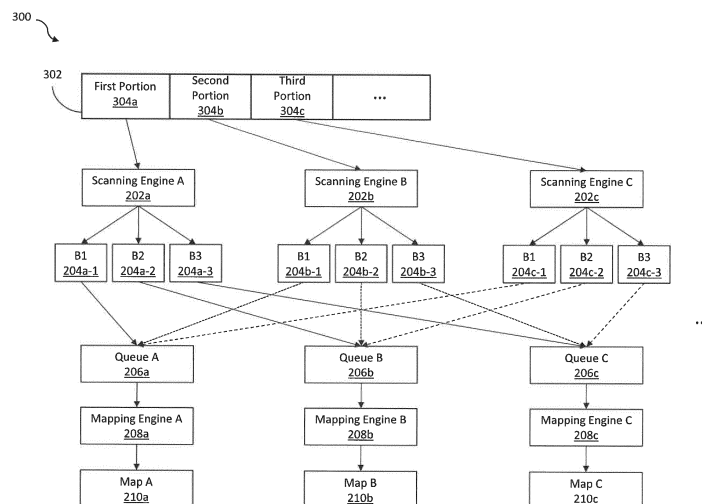 300
302
First Portion
304a
Second
Portion
304b
Third
Portion
304c
...
Scanning Engine A
202a
Scanning Engine B
202b
Scanning Engine C
202c
B1
204a-1
B2
204a-2
B3
204a-3
B1
204b-1
B2
204b-2
B3
204b-3
B1
204c-1
B2
204c-2
B3
204c-3
Queue A
206a
Queue B
206b
Queue C
206c
Mapping Engine A
208a
Mapping Engine B
208b
Mapping Engine C
208c
Map A
210a
Map B
210b
Map C
210c